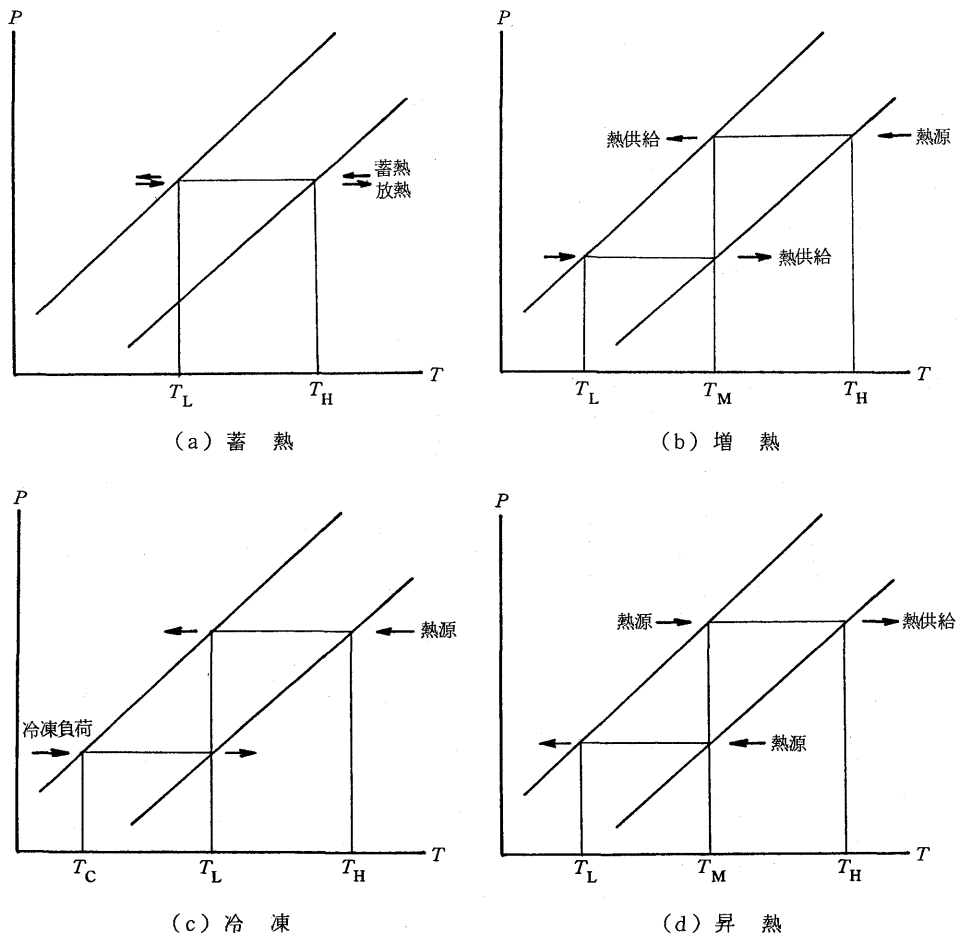 P
蓄熱
放熱
T_L T_H T
(a) 蓄 熱
P
熱供給 熱源
熱供給
T_L T_M T_H T
(b) 増 熱
P
熱源
冷凍負荷
T_C T_L T_H T
(c) 冷 凍
P
熱源 熱供給
熱源
T_L T_M T_H T
(d) 昇 熱